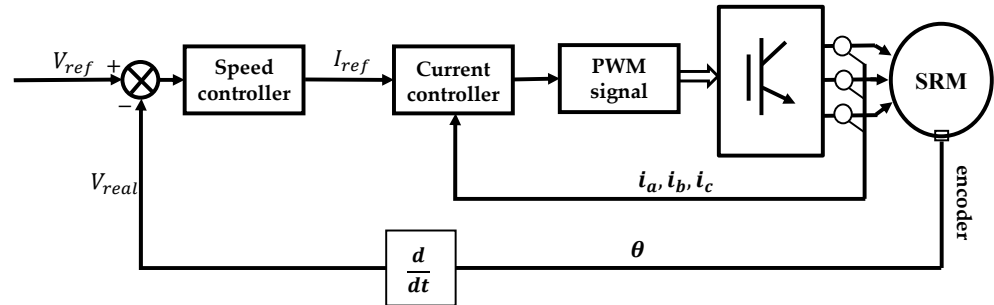 V_ref
+
−
Speed
controller
I_ref
Current
controller
PWM
signal
SRM
V_real
i_a, i_b, i_c
encoder
d
dt
θ